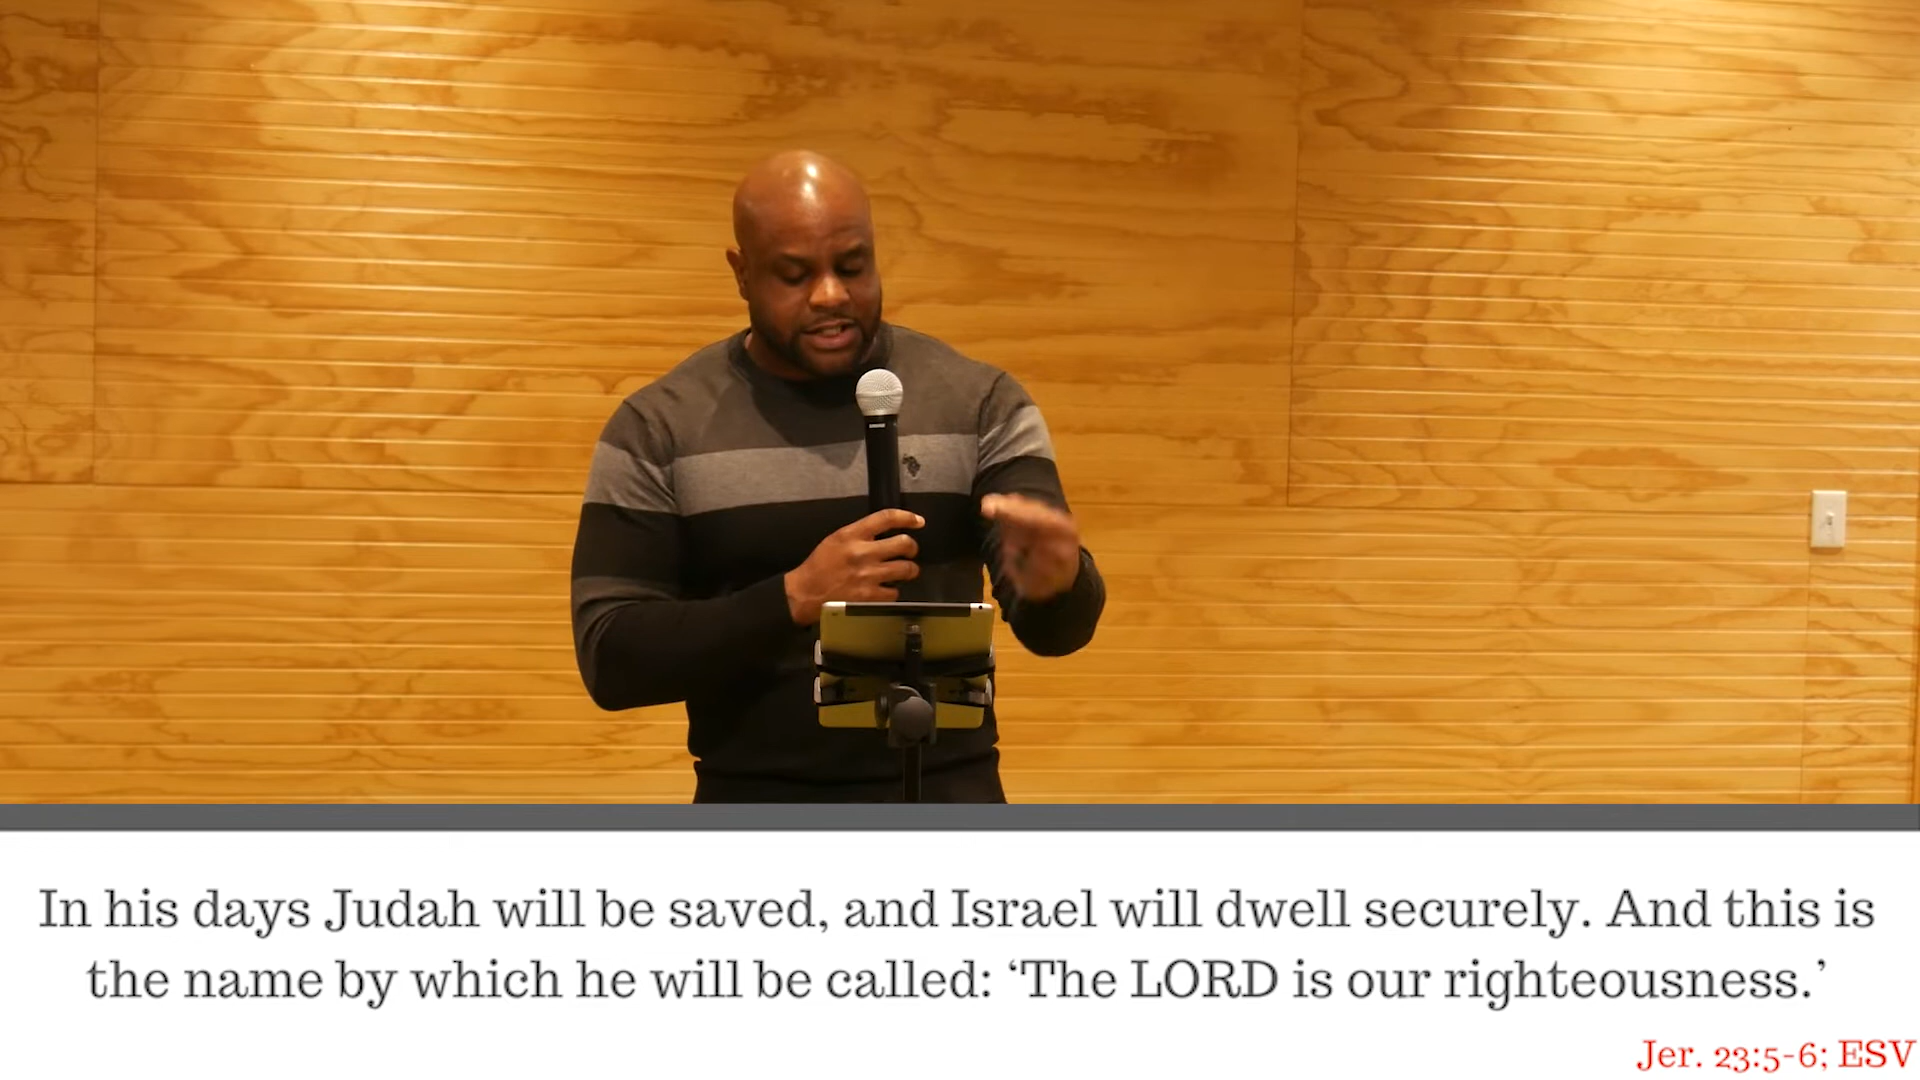 In his days Judah will be saved, and Israel will dwell securely. And this is
the name by which he will be called: ‘The LORD is our righteousness.’
Jer. 23:5-6; ESV